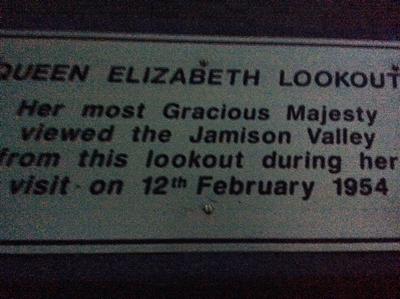 QUEEN ELIZABETH LOOKOUT
Her most Gracious Majesty
viewed the Jamison Valley
from this lookout during her
visit on 12th February 1954